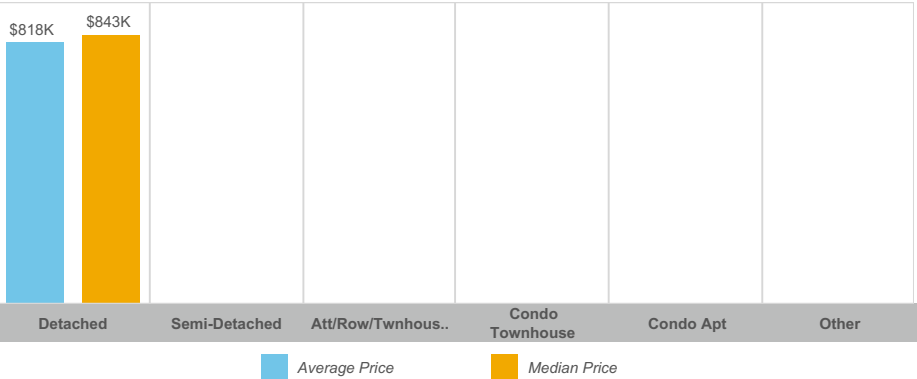 $818K
$843K
Detached
Semi-Detached
Att/Row/Twnhous..
Condo
Townhouse
Condo Apt
Other
Average Price
Median Price